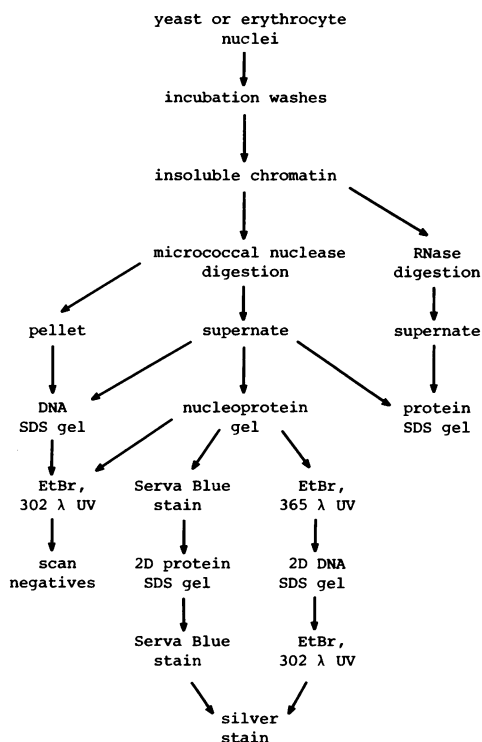 yeast or erythrocyte
nuclei
incubation washes
insoluble chromatin
micrococcal nuclease
digestion
RNase
digestion
pellet
supernate
supernate
DNA
SDS gel
nucleoprotein
gel
protein
SDS gel
EtBr,
302 λ UV
Serva Blue
stain
EtBr,
365 λ UV
scan
negatives
2D protein
SDS gel
2D DNA
SDS gel
Serva Blue
stain
EtBr,
302 λ UV
silver
stain